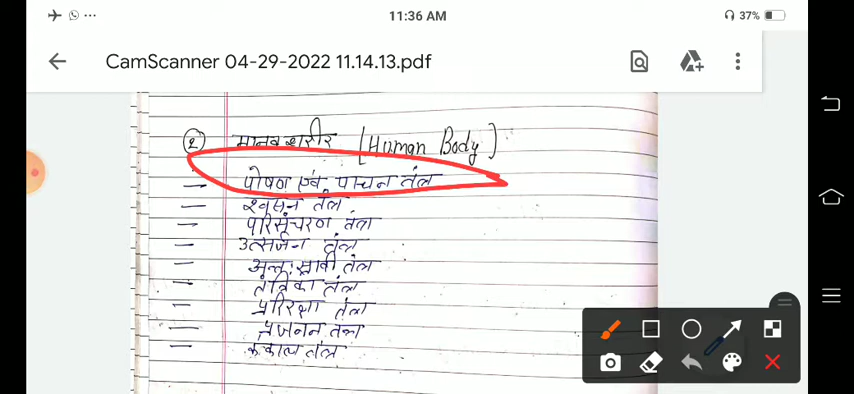 11:36 AM
37%
CamScanner 04-29-2022 11.14.13.pdf
② मानव शरीर [Human Body]
— पोषण एवं पाचन तंत्र
— श्वसन तंत्र
— परिसंचरण तंत्र
— उत्सर्जन तंत्र
— अन्तः स्रावी तंत्र
— तंत्रिका तंत्र
— प्रतिरक्षा तंत्र
— प्रजनन तंत्र
— कंकाल तंत्र